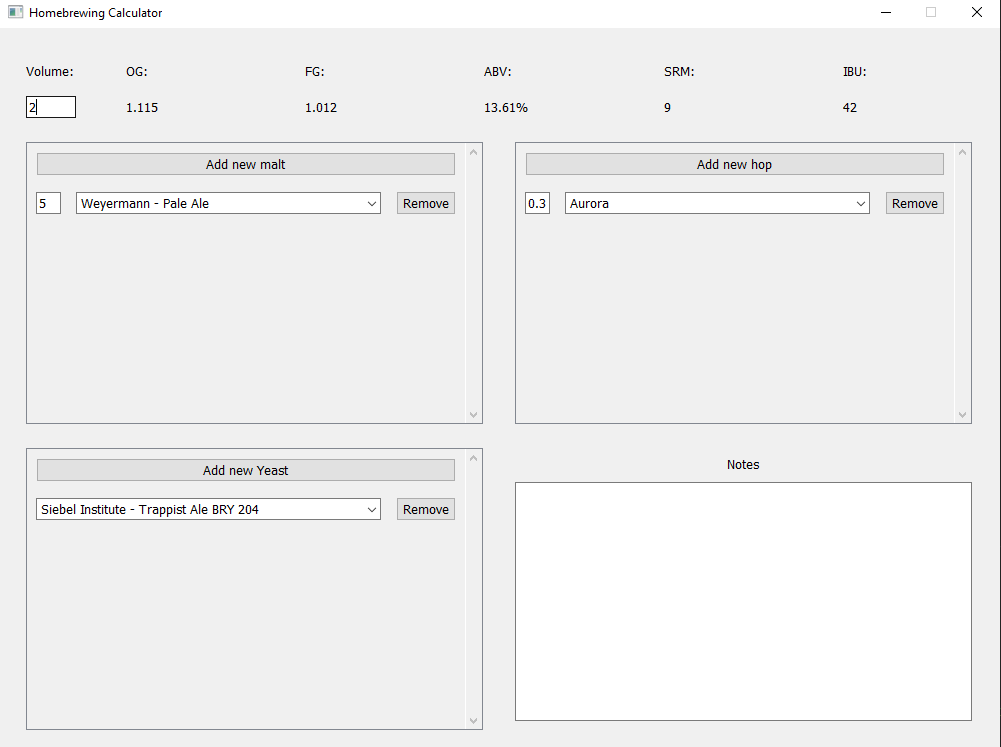 Homebrewing Calculator
Volume: OG: FG: ABV: SRM: IBU:
2 1.115 1.012 13.61% 9 42
Add new malt
5 Weyermann - Pale Ale Remove
Add new hop
0.3 Aurora Remove
Add new Yeast
Siebel Institute - Trappist Ale BRY 204 Remove
Notes